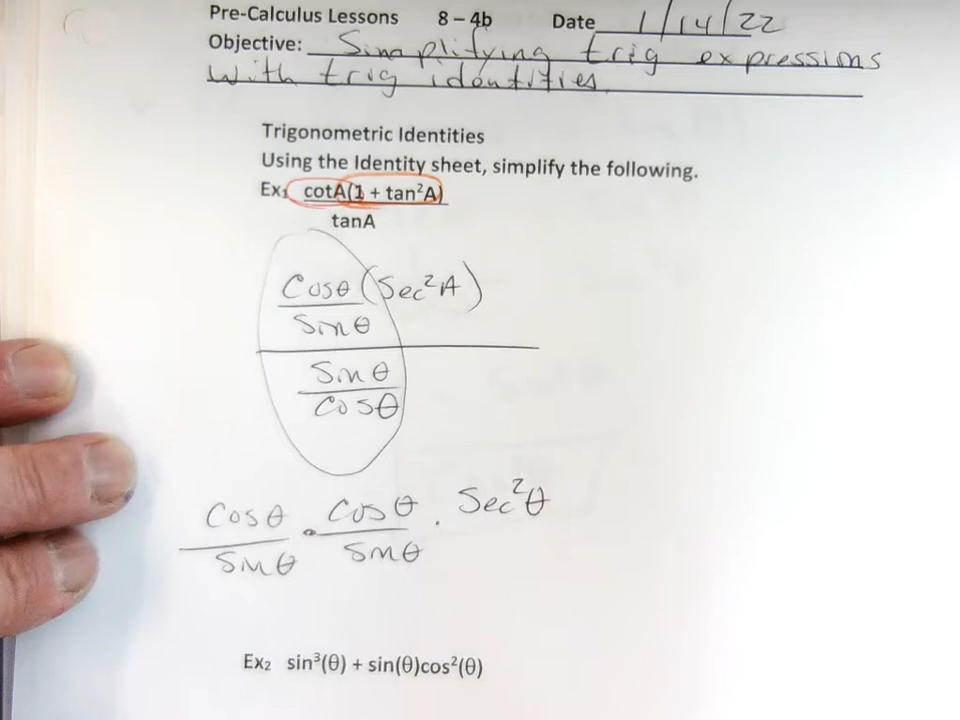 Pre-Calculus Lessons 8 – 4b Date 1/14/22
Objective: Simplifying trig expressions
with trig identities
Trigonometric Identities
Using the Identity sheet, simplify the following.
Ex1 cotA(1 + tan²A)
tanA
Cosθ (Sec²A)
Sinθ
Sinθ
Cosθ
Cosθ · Cosθ · Sec²θ
Sinθ Sinθ
Ex2 sin³(θ) + sin(θ)cos²(θ)